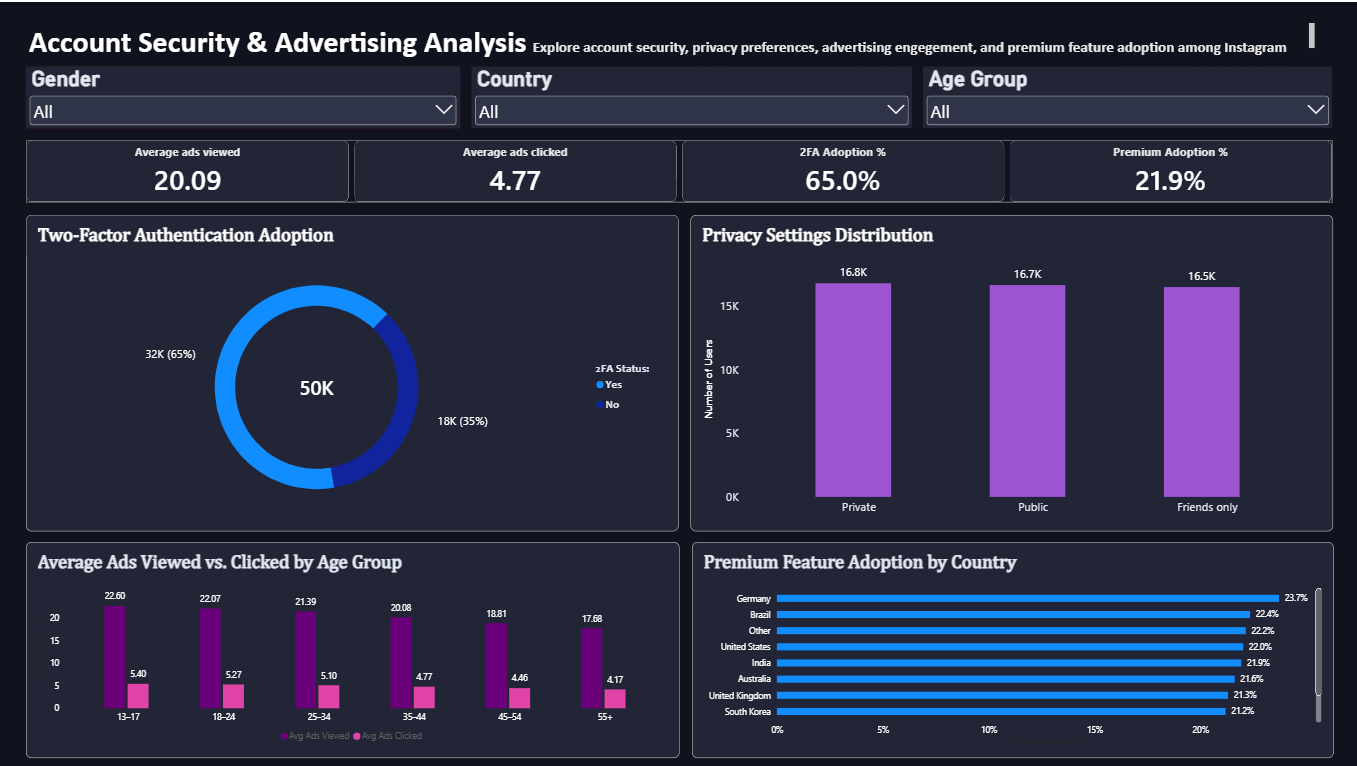 Account Security & Advertising Analysis Explore account security, privacy preferences, advertising engegement, and premium feature adoption among Instagram
Gender
Country
Age Group
All
All
All
Average ads viewed
20.09
Average ads clicked
4.77
2FA Adoption %
65.0%
Premium Adoption %
21.9%
Two-Factor Authentication Adoption
32K (65%)
50K
18K (35%)
2FA Status:
Yes
No
Privacy Settings Distribution
Number of Users
15K
10K
5K
0K
16.8K
16.7K
16.5K
Private
Public
Friends only
Average Ads Viewed vs. Clicked by Age Group
20
15
10
5
0
22.60
5.40
22.07
5.27
21.39
5.10
20.08
4.77
18.81
4.46
17.68
4.17
13–17
18–24
25–34
35–44
45–54
55+
Avg Ads Viewed
Avg Ads Clicked
Premium Feature Adoption by Country
Germany 23.7%
Brazil 22.4%
Other 22.2%
United States 22.0%
India 21.9%
Australia 21.6%
United Kingdom 21.3%
South Korea 21.2%
0%
5%
10%
15%
20%